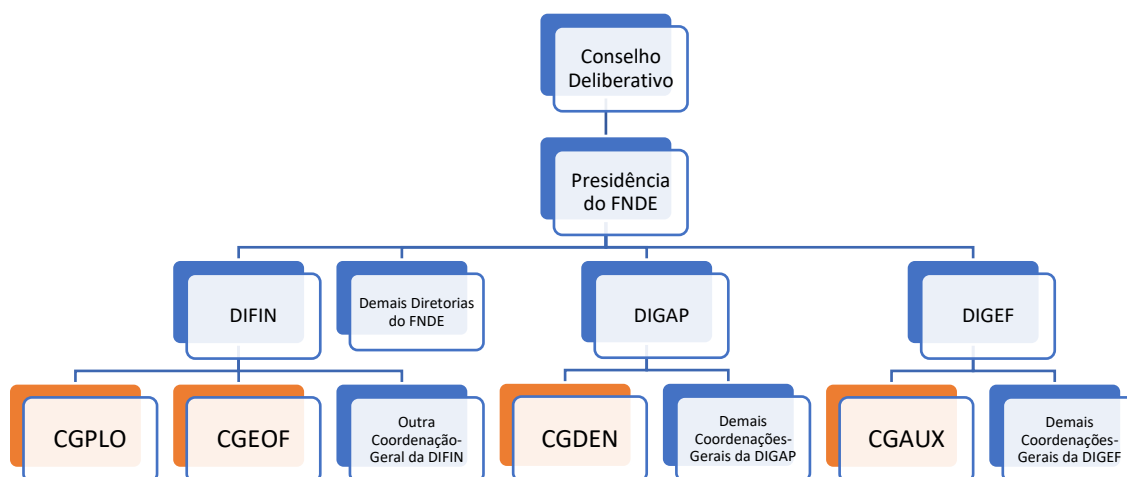 Conselho
Deliberativo
Presidência
do FNDE
DIFIN
Demais Diretorias
do FNDE
DIGAP
DIGEF
CGPLO
CGEOF
Outra
Coordenação-
Geral da DIFIN
CGDEN
Demais
Coordenações-
Gerais da DIGAP
CGAUX
Demais
Coordenações-
Gerais da DIGEF